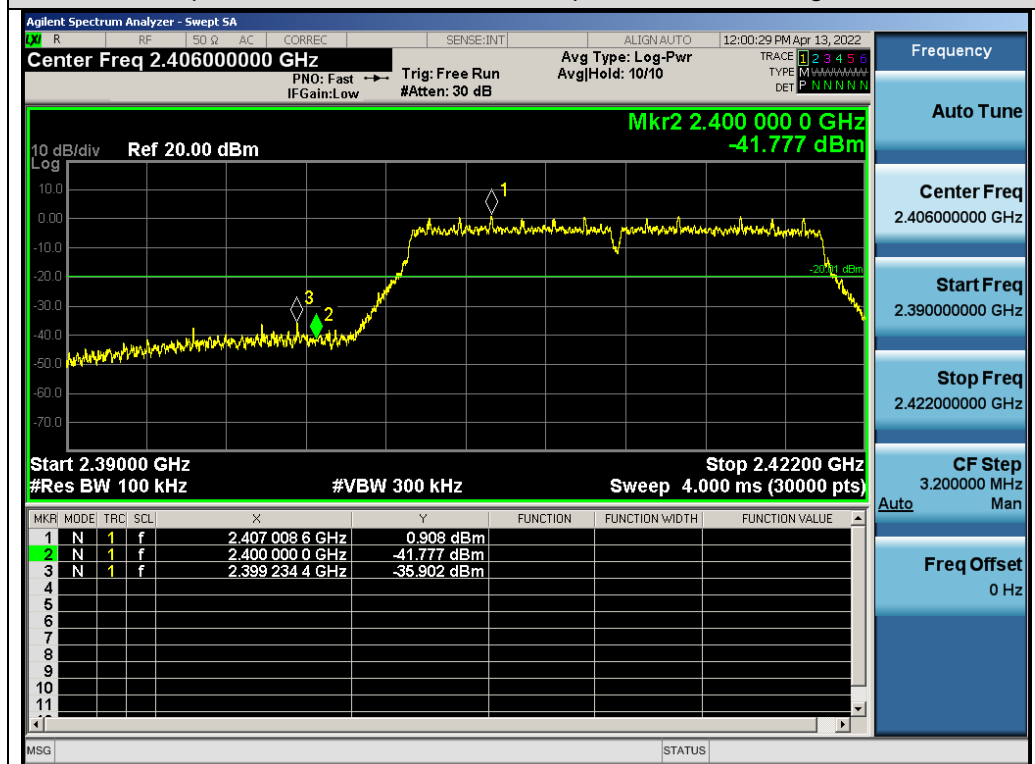 Agilent Spectrum Analyzer - Swept SA
LXI R RF 50 Ω AC CORREC SENSE:INT ALIGN AUTO 12:00:29 PM Apr 13, 2022
Center Freq 2.406000000 GHz
PNO: Fast
IFGain:Low
Trig: Free Run
#Atten: 30 dB
Avg Type: Log-Pwr
Avg|Hold: 10/10
TRACE 1 2 3 4 5 6
TYPE M WWWWW
DET P N N N N N
Mkr2 2.400 000 0 GHz
-41.777 dBm
10 dB/div Ref 20.00 dBm
Log
10.0
0.00
-10.0
-20.0
-30.0
-40.0
-50.0
-60.0
-70.0
1
-20.01 dBm
3
2
Start 2.39000 GHz Stop 2.42200 GHz
#Res BW 100 kHz #VBW 300 kHz Sweep 4.000 ms (30000 pts)
MKR MODE TRC SCL X Y FUNCTION FUNCTION WIDTH FUNCTION VALUE
1 N 1 f 2.407 008 6 GHz 0.908 dBm
2 N 1 f 2.400 000 0 GHz -41.777 dBm
3 N 1 f 2.399 234 4 GHz -35.902 dBm
4
5
6
7
8
9
10
11
MSG STATUS
Frequency
Auto Tune
Center Freq
2.406000000 GHz
Start Freq
2.390000000 GHz
Stop Freq
2.422000000 GHz
CF Step
3.200000 MHz
Auto Man
Freq Offset
0 Hz